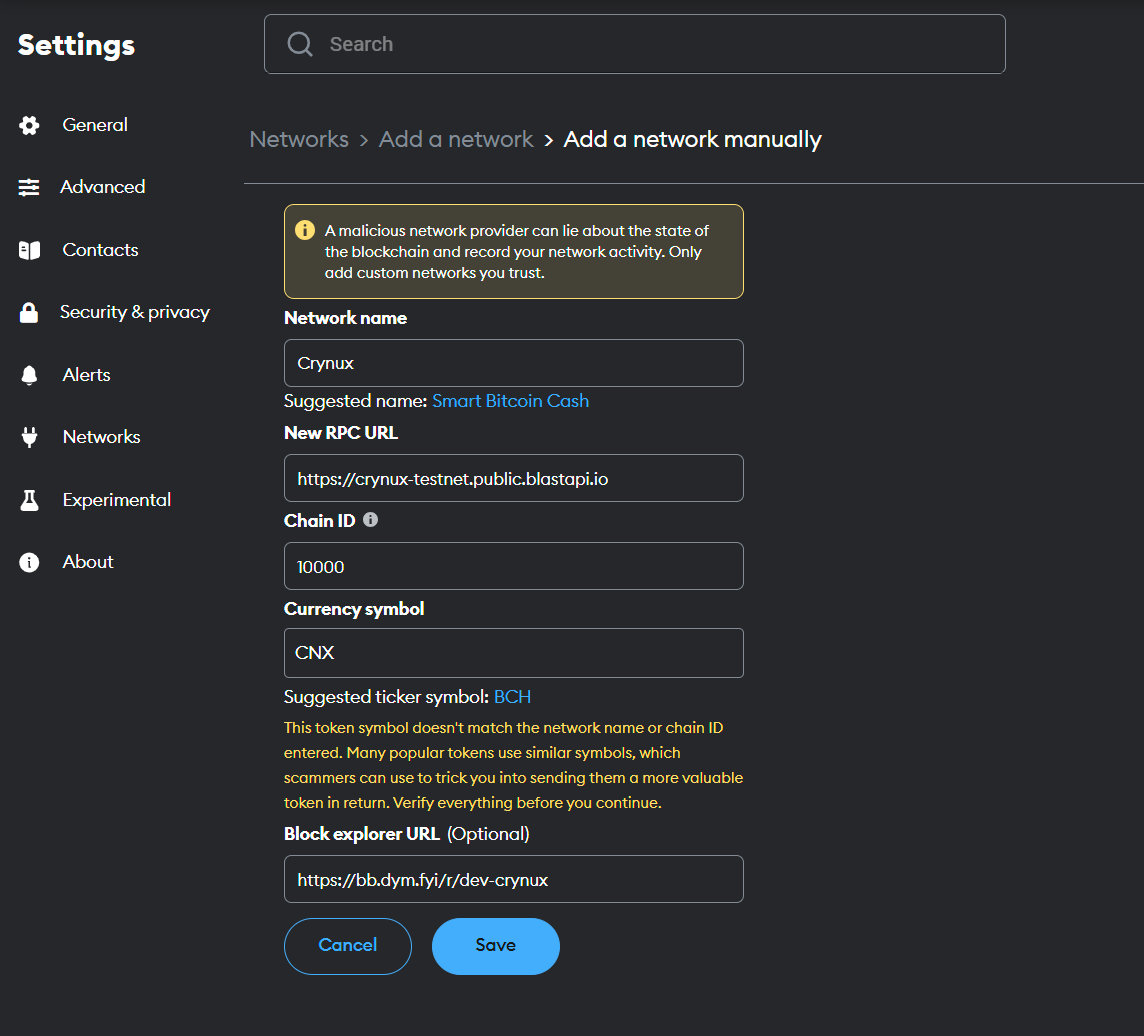 Settings
Search
General
Advanced
Contacts
Security & privacy
Alerts
Networks
Experimental
About
Networks > Add a network > Add a network manually
A malicious network provider can lie about the state of
the blockchain and record your network activity. Only
add custom networks you trust.
Network name
Crynux
Suggested name: Smart Bitcoin Cash
New RPC URL
https://crynux-testnet.public.blastapi.io
Chain ID
10000
Currency symbol
CNX
Suggested ticker symbol: BCH
This token symbol doesn't match the network name or chain ID
entered. Many popular tokens use similar symbols, which
scammers can use to trick you into sending them a more valuable
token in return. Verify everything before you continue.
Block explorer URL (Optional)
https://bb.dym.fyi/r/dev-crynux
Cancel
Save